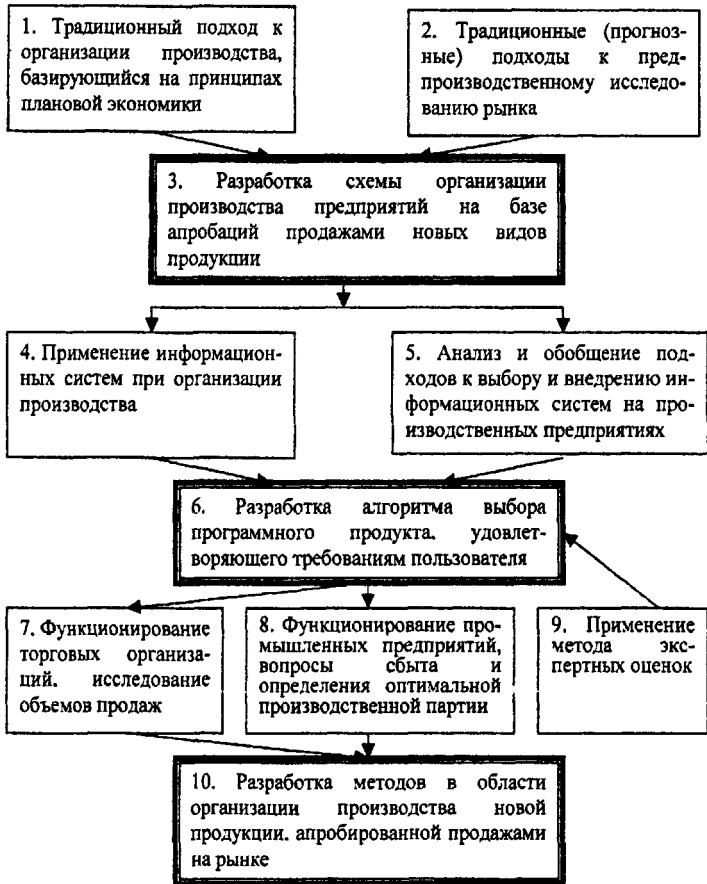 1. Традиционный подход к
организации производства,
базирующийся на принципах
плановой экономики
2. Традиционные (прогноз-
ные) подходы к пред-
производственному исследо-
ванию рынка
3. Разработка схемы организации
производства предприятий на базе
апробаций продажами новых видов
продукции
4. Применение информацион-
ных систем при организации
производства
5. Анализ и обобщение под-
ходов к выбору и внедрению ин-
формационных систем на про-
изводственных предприятиях
6. Разработка алгоритма выбора
программного продукта. удовлет-
воряющего требованиям пользователя
7. Функционирование
торговых организа-
ций. исследование
объемов продаж
8. Функционирование про-
мышленных предприятий,
вопросы сбыта и
определения оптимальной
производственной партии
9. Применение
метода экс-
пертных оценок
10. Разработка методов в области
организации производства новой
продукции. апробированной продажами
на рынке